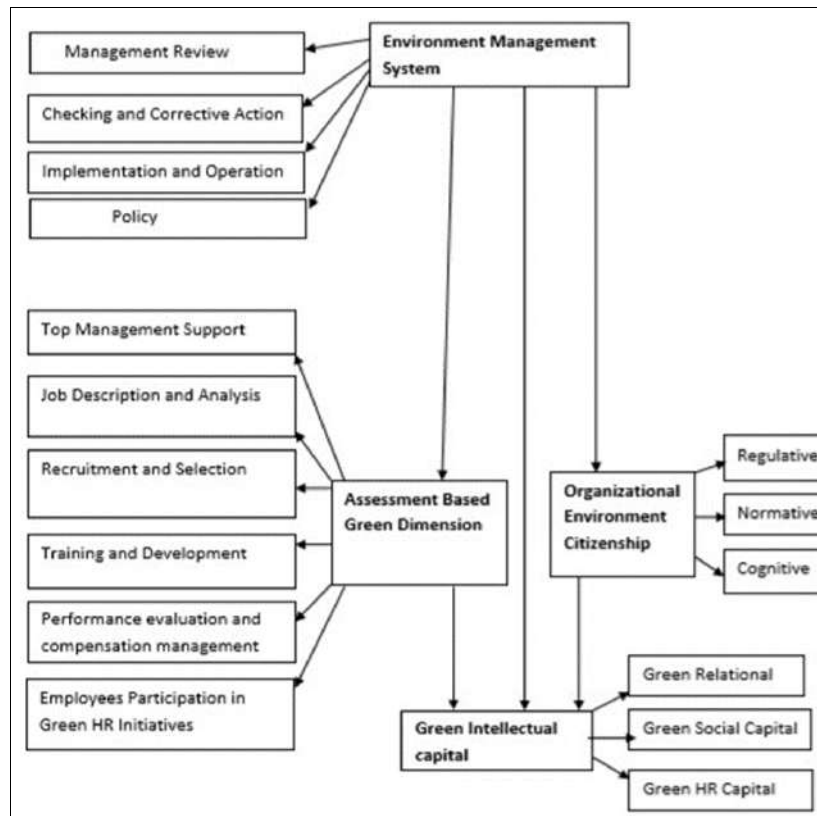 Environment Management
System
Management Review
Checking and Corrective Action
Implementation and Operation
Policy
Top Management Support
Job Description and Analysis
Recruitment and Selection
Training and Development
Performance evaluation and
compensation management
Employees Participation in
Green HR Initiatives
Assessment Based
Green Dimension
Organizational
Environment
Citizenship
Regulative
Normative
Cognitive
Green Intellectual
capital
Green Relational
Green Social Capital
Green HR Capital